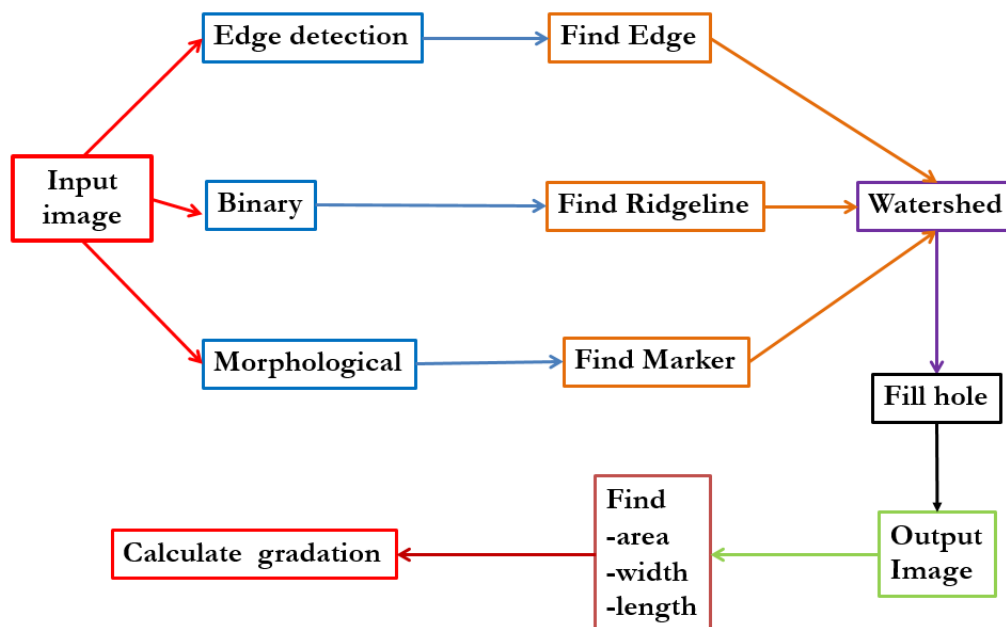 Edge detection
Find Edge
Input
image
Binary
Find Ridgeline
Watershed
Morphological
Find Marker
Fill hole
Output
Image
Find
-area
-width
-length
Calculate gradation